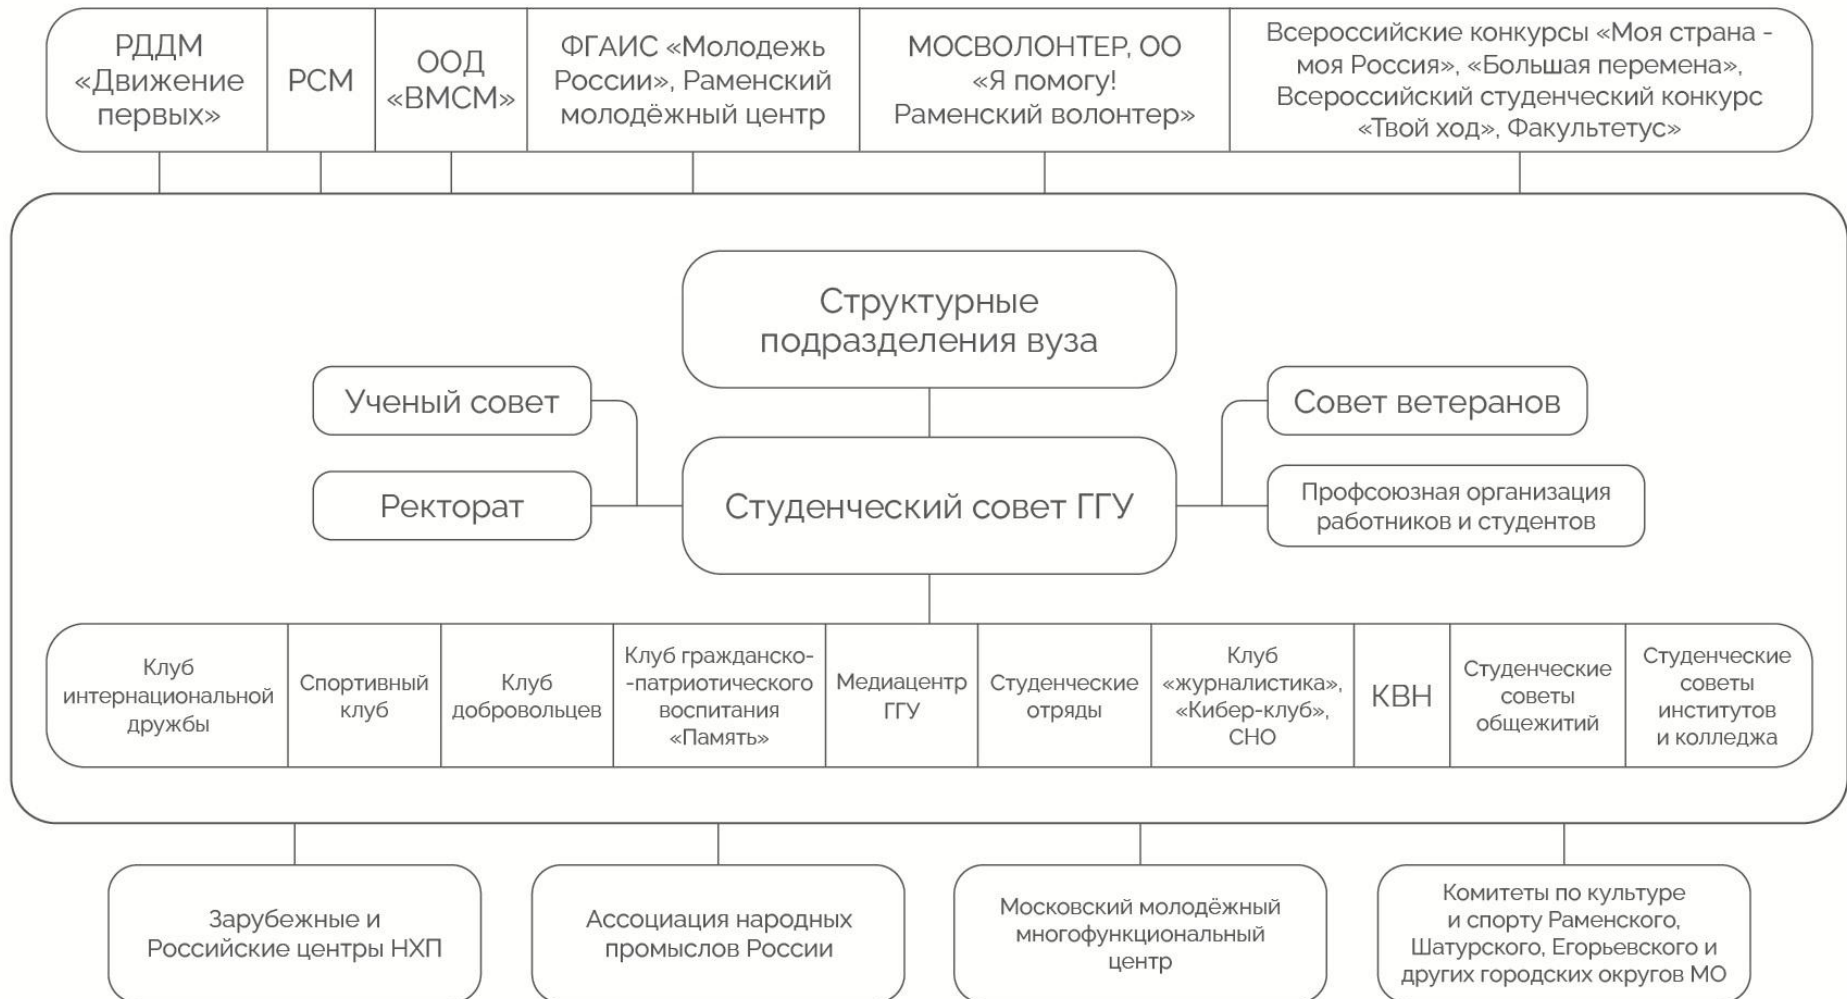 РДДМ
«Движение
первых»
РСМ
ООД
«ВМСМ»
ФГАИС «Молодежь
России», Раменский
молодёжный центр
МОСВОЛОНТЕР, ОО
«Я помогу!
Раменский волонтер»
Всероссийские конкурсы «Моя страна -
моя Россия», «Большая перемена»,
Всероссийский студенческий конкурс
«Твой ход», Факультетус»
Структурные
подразделения вуза
Ученый совет
Совет ветеранов
Ректорат
Студенческий совет ГГУ
Профсоюзная организация
работников и студентов
Клуб
интернациональной
дружбы
Спортивный
клуб
Клуб
добровольцев
Клуб гражданско-
-патриотического
воспитания
«Память»
Медиацентр
ГГУ
Студенческие
отряды
Клуб
«журналистика»,
«Кибер-клуб»,
СНО
КВН
Студенческие
советы
общежитий
Студенческие
советы
институтов
и колледжа
Зарубежные и
Российские центры НХП
Ассоциация народных
промыслов России
Московский молодёжный
многофункциональный
центр
Комитеты по культуре
и спорту Раменского,
Шатурского, Егорьевского и
других городских округов МО